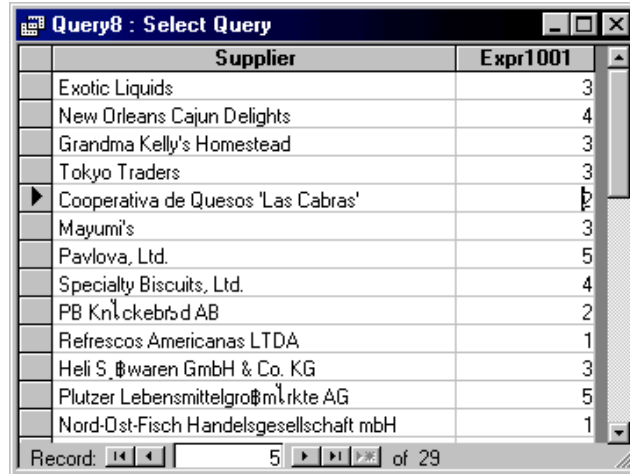 Query8 : Select Query
Supplier Expr1001
Exotic Liquids 3
New Orleans Cajun Delights 4
Grandma Kelly's Homestead 3
Tokyo Traders 3
Cooperativa de Quesos 'Las Cabras' 2
Mayumi's 3
Pavlova, Ltd. 5
Specialty Biscuits, Ltd. 4
PB AB 2
Refrescos Americanas LTDA 1
Heli GmbH & Co. KG 3
Plutzer AG 5
Nord-Ost-Fisch Handelsgesellschaft mbH 1
Record: 5 of 29